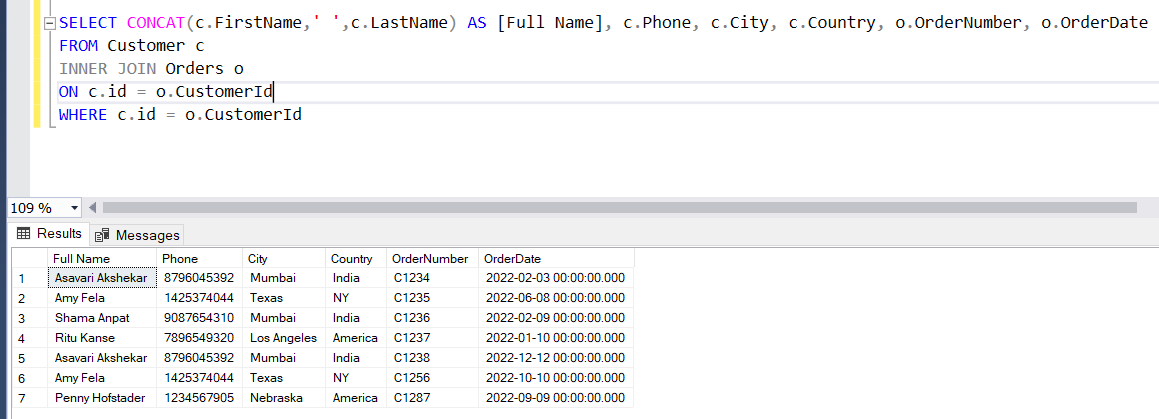 SELECT CONCAT(c.FirstName,' ',c.LastName) AS [Full Name], c.Phone, c.City, c.Country, o.OrderNumber, o.OrderDate
FROM Customer c
INNER JOIN Orders o
ON c.id = o.CustomerId
WHERE c.id = o.CustomerId
109 %
Results Messages
Full Name Phone City Country OrderNumber OrderDate
1 Asavari Akshekar 8796045392 Mumbai India C1234 2022-02-03 00:00:00.000
2 Amy Fela 1425374044 Texas NY C1235 2022-06-08 00:00:00.000
3 Shama Anpat 9087654310 Mumbai India C1236 2022-02-09 00:00:00.000
4 Ritu Kanse 7896549320 Los Angeles America C1237 2022-01-10 00:00:00.000
5 Asavari Akshekar 8796045392 Mumbai India C1238 2022-12-12 00:00:00.000
6 Amy Fela 1425374044 Texas NY C1256 2022-10-10 00:00:00.000
7 Penny Hofstader 1234567905 Nebraska America C1287 2022-09-09 00:00:00.000